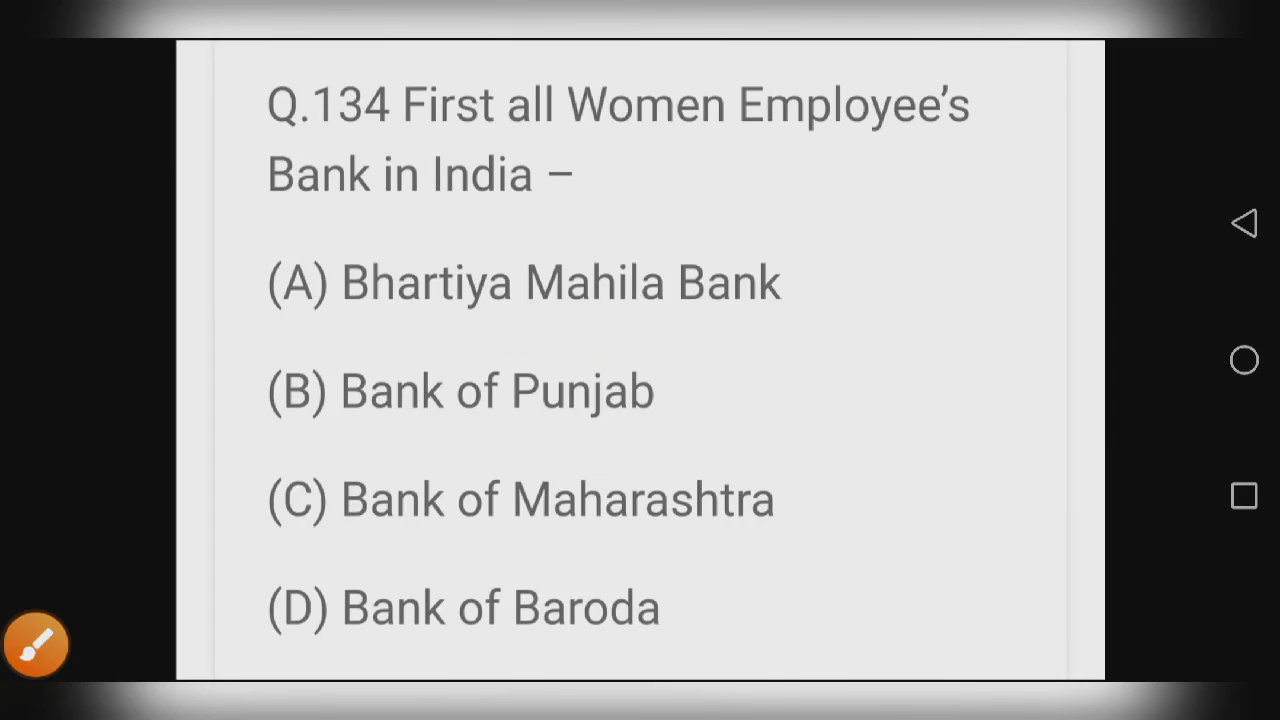 Q.134 First all Women Employee’s
Bank in India –
(A) Bhartiya Mahila Bank
(B) Bank of Punjab
(C) Bank of Maharashtra
(D) Bank of Baroda